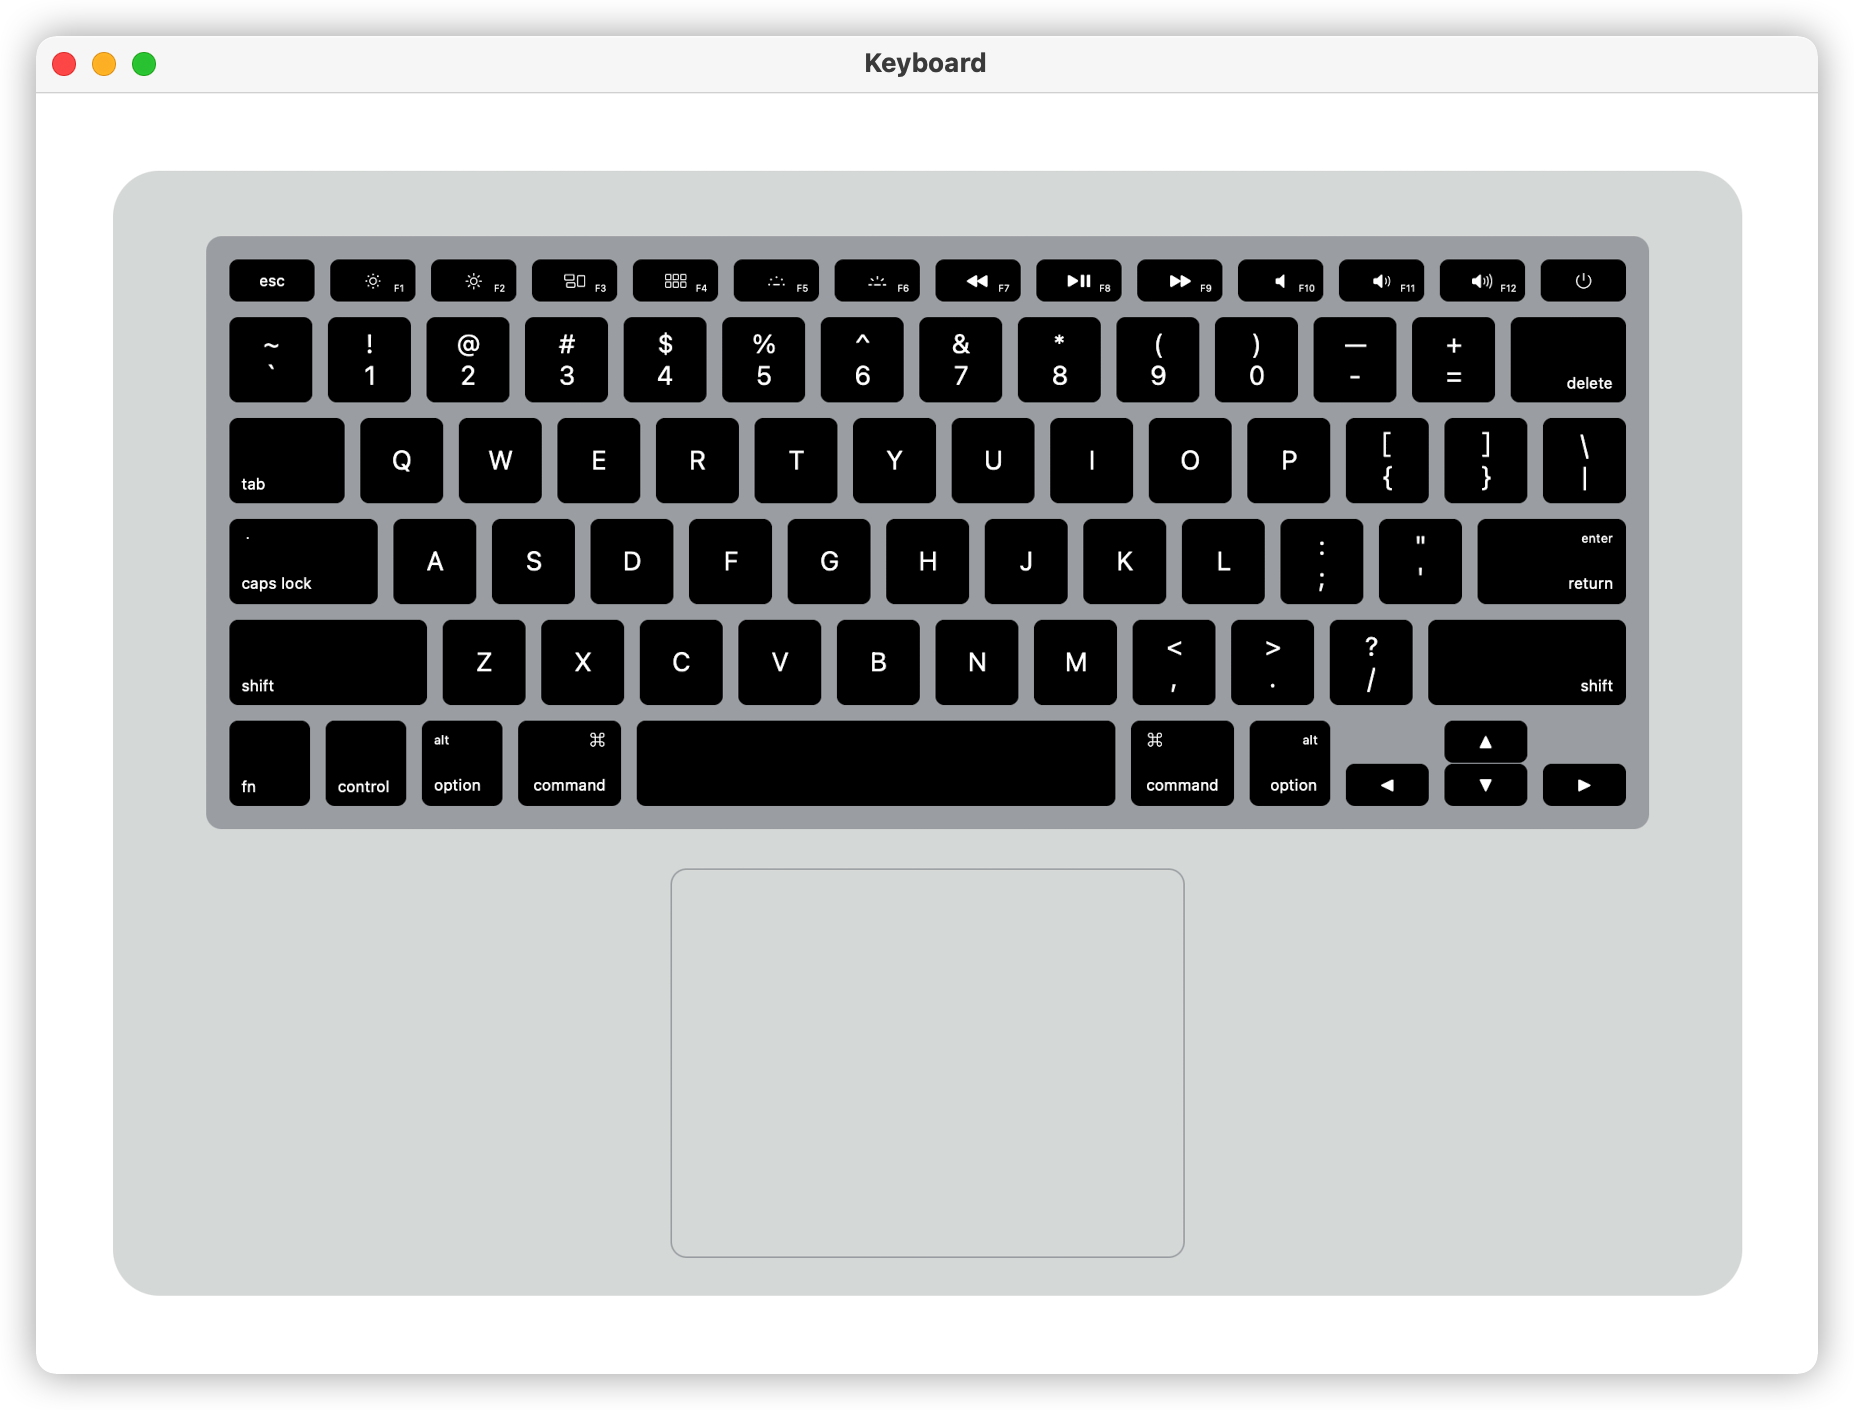 Keyboard
esc F1 F2 F3 F4 F5 F6 F7 F8 F9 F10 F11 F12
~ ! @ # $ % ^ & * ( ) — +
` 1 2 3 4 5 6 7 8 9 0 - = delete
Q W E R T Y U I O P [ ] \
tab { } |
A S D F G H J K L : " enter
caps lock ; ' return
Z X C V B N M < > ?
shift , . / shift
alt ⌘ ⌘ alt ▲
fn control option command command option ◀ ▼ ▶